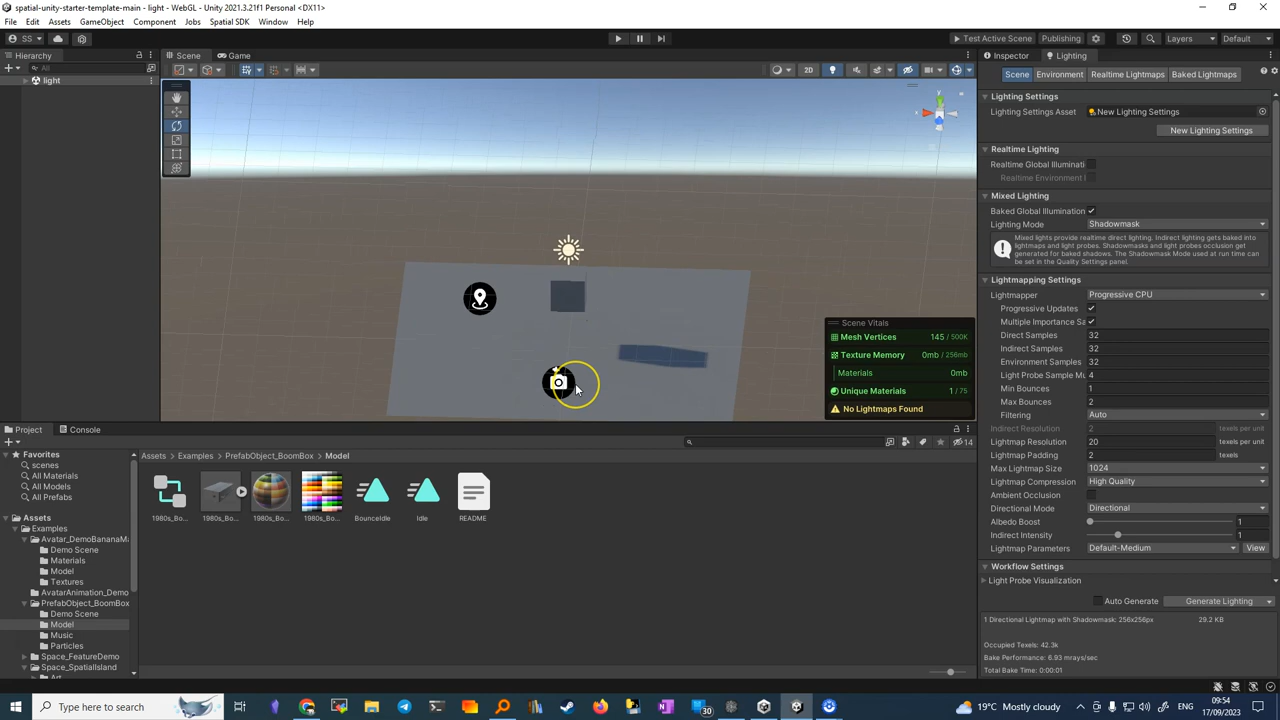 spatial-unity-starter-template-main - light - WebGL - Unity 2021.3.21f1 Personal <DX11>
File Edit Assets GameObject Component Jobs Spatial SDK Window Help
SS Test Active Scene Publishing Layers Default
Hierarchy Scene Game Inspector Lighting
All
2D
Scene Environment Realtime Lightmaps Baked Lightmaps
light
y
x
Lighting Settings
Lighting Settings Asset New Lighting Settings
New Lighting Settings
Realtime Lighting
Realtime Global Illuminati
Realtime Environment
Mixed Lighting
Baked Global Illumination
Lighting Mode Shadowmask
Mixed lights provide realtime direct lighting. Indirect lighting gets baked into
lightmaps and light probes. Shadowmasks and light probes occlusion get
generated for baked shadows. The Shadowmask Mode used at run time can
be set in the Quality Settings panel.
Lightmapping Settings
Lightmapper Progressive CPU
Progressive Updates
Multiple Importance Sa
Direct Samples 32
Indirect Samples 32
Environment Samples 32
Light Probe Sample Mu 4
Min Bounces 1
Max Bounces 2
Filtering Auto
Indirect Resolution 2 texels per unit
Lightmap Resolution 20 texels per unit
Lightmap Padding 2 texels
Max Lightmap Size 1024
Lightmap Compression High Quality
Ambient Occlusion
Directional Mode Directional
Albedo Boost 1
Indirect Intensity 1
Lightmap Parameters Default-Medium View
Workflow Settings
Light Probe Visualization
Auto Generate Generate Lighting
1 Directional Lightmap with Shadowmask: 256x256px 29.2 KB
Occupied Texels: 42.3k
Bake Performance: 6.93 mrays/sec
Total Bake Time: 0:00:01
Scene Vitals
Mesh Vertices 145 / 500K
Texture Memory 0mb / 256mb
Materials 0mb
Unique Materials 1 / 75
No Lightmaps Found
Project Console
14
Favorites
scenes
All Materials
All Models
All Prefabs
Assets
Examples
Avatar_DemoBananaMa
Demo Scene
Materials
Model
Textures
AvatarAnimation_Demo
PrefabObject_BoomBox
Demo Scene
Model
Music
Particles
Space_FeatureDemo
Space_SpatialIsland
Art
Assets Examples PrefabObject_BoomBox Model
1980s_Bo... 1980s_Bo... 1980s_Bo... 1980s_Bo... BounceIdle Idle README
Type here to search
30
19°C Mostly cloudy
09:54
17/09/2023